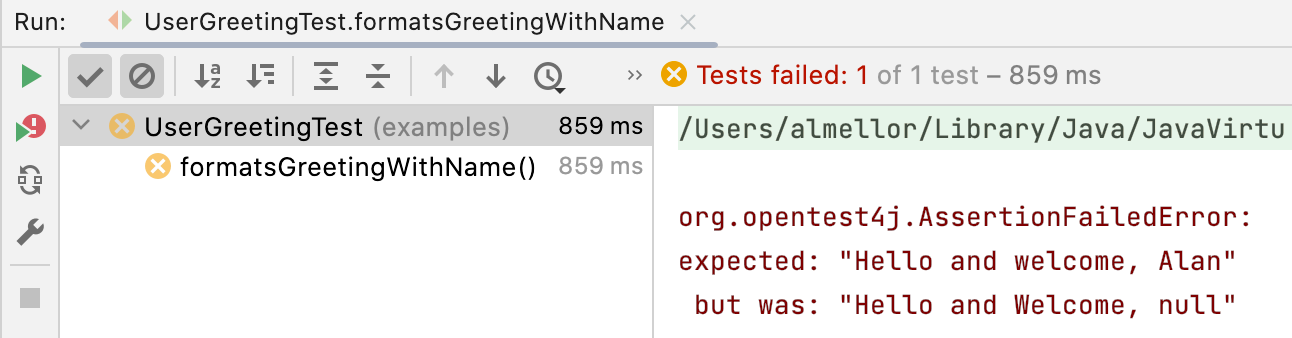 Run: UserGreetingTest.formatsGreetingWithName
Tests failed: 1 of 1 test – 859 ms
UserGreetingTest (examples) 859 ms
formatsGreetingWithName() 859 ms
/Users/almellor/Library/Java/JavaVirtu
org.opentest4j.AssertionFailedError:
expected: "Hello and welcome, Alan"
but was: "Hello and Welcome, null"